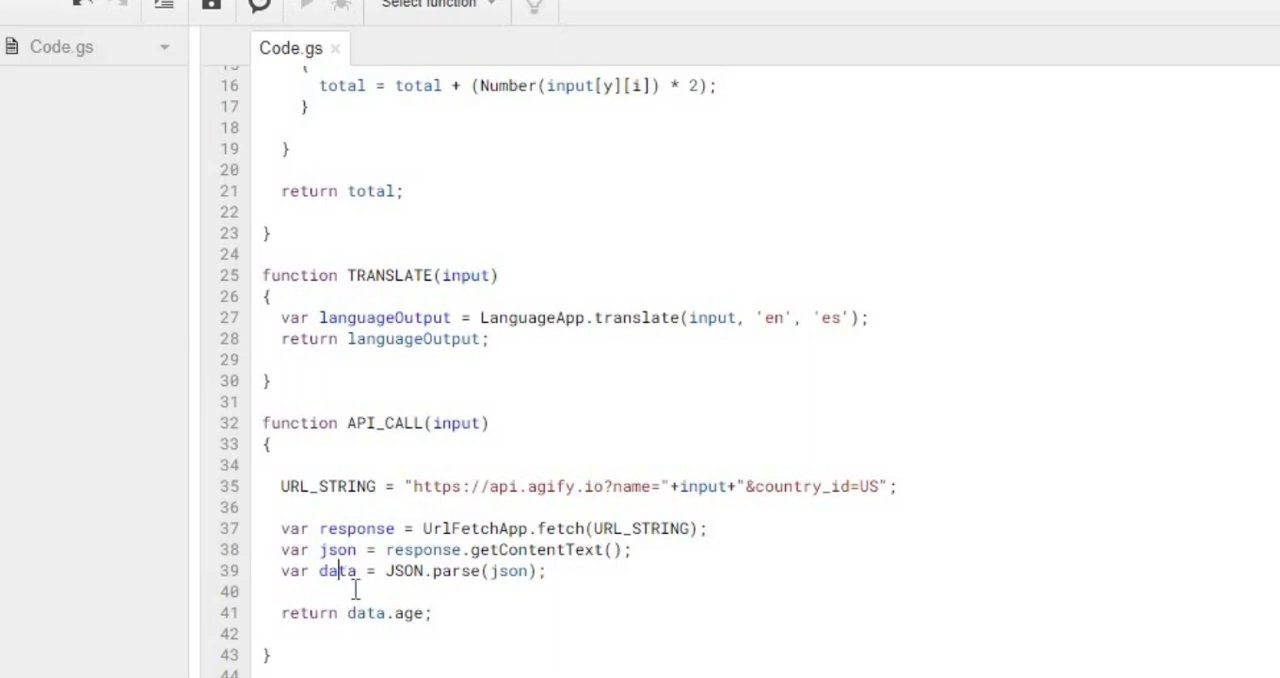 Select function
Code.gs
Code.gs ×
15 {
16 total = total + (Number(input[y][i]) * 2);
17 }
18
19 }
20
21 return total;
22
23 }
24
25 function TRANSLATE(input)
26 {
27 var languageOutput = LanguageApp.translate(input, 'en', 'es');
28 return languageOutput;
29
30 }
31
32 function API_CALL(input)
33 {
34
35 URL_STRING = "https://api.agify.io?name="+input+"&country_id=US";
36
37 var response = UrlFetchApp.fetch(URL_STRING);
38 var json = response.getContentText();
39 var data = JSON.parse(json);
40
41 return data.age;
42
43 }
44